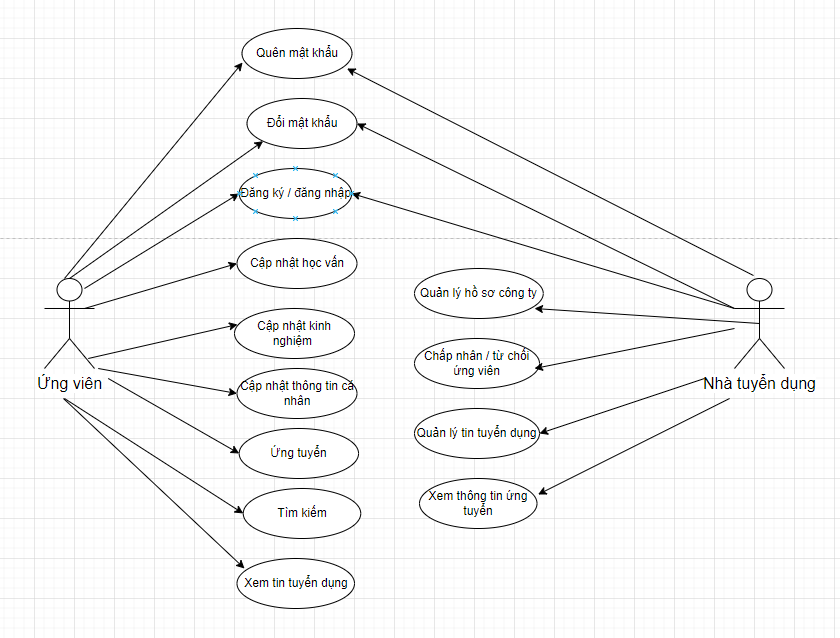 Quên mật khẩu
Đổi mật khẩu
Đăng ký / đăng nhập
Cập nhật học vấn
Cập nhật kinh
nghiệm
Cập nhật thông tin cá
nhân
Ứng tuyển
Tìm kiếm
Xem tin tuyển dụng
Ứng viên
Quản lý hồ sơ công ty
Chấp nhân / từ chối
ứng viên
Quản lý tin tuyển dụng
Xem thông tin ứng
tuyển
Nhà tuyển dụng